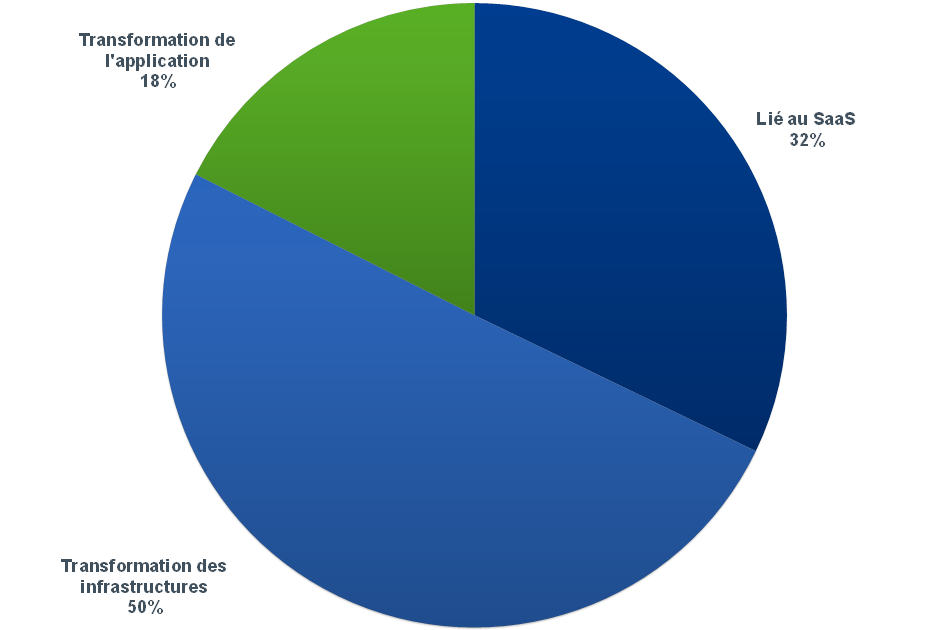 Transformation de
l'application
18%
Lié au SaaS
32%
Transformation des
infrastructures
50%